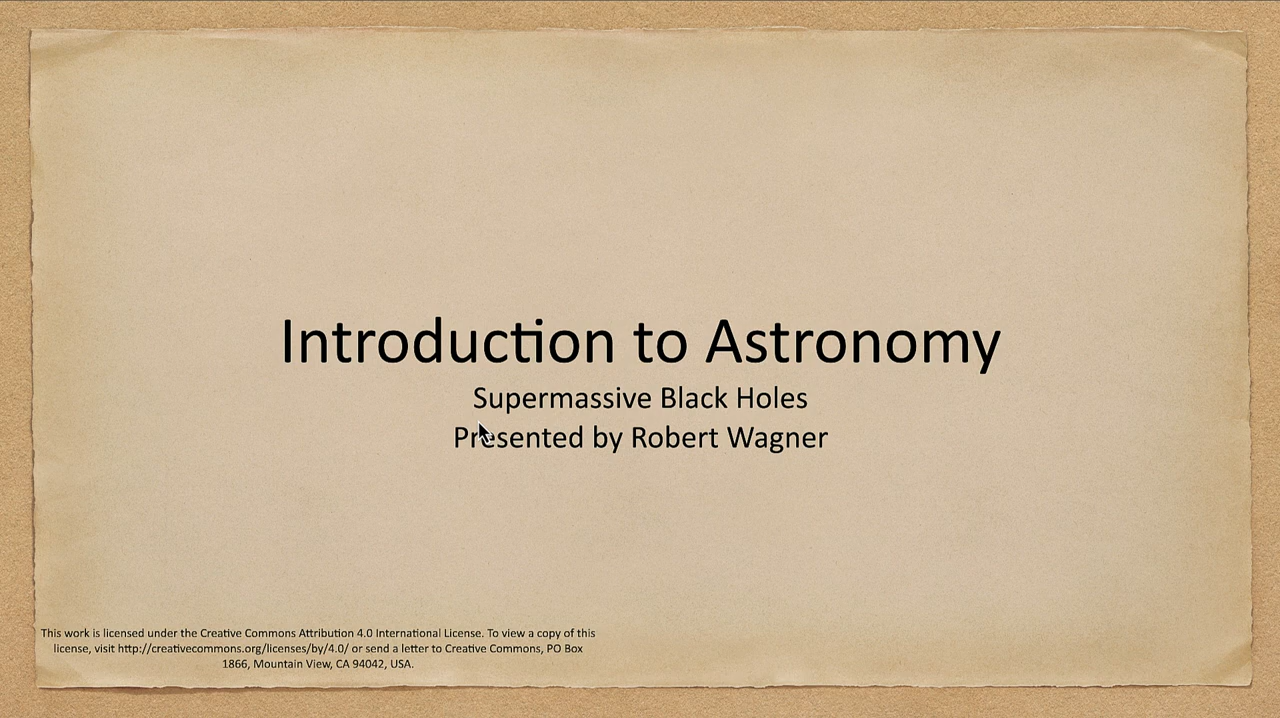 Introduction to Astronomy
Supermassive Black Holes
Presented by Robert Wagner
This work is licensed under the Creative Commons Attribution 4.0 International License. To view a copy of this
license, visit http://creativecommons.org/licenses/by/4.0/ or send a letter to Creative Commons, PO Box
1866, Mountain View, CA 94042, USA.